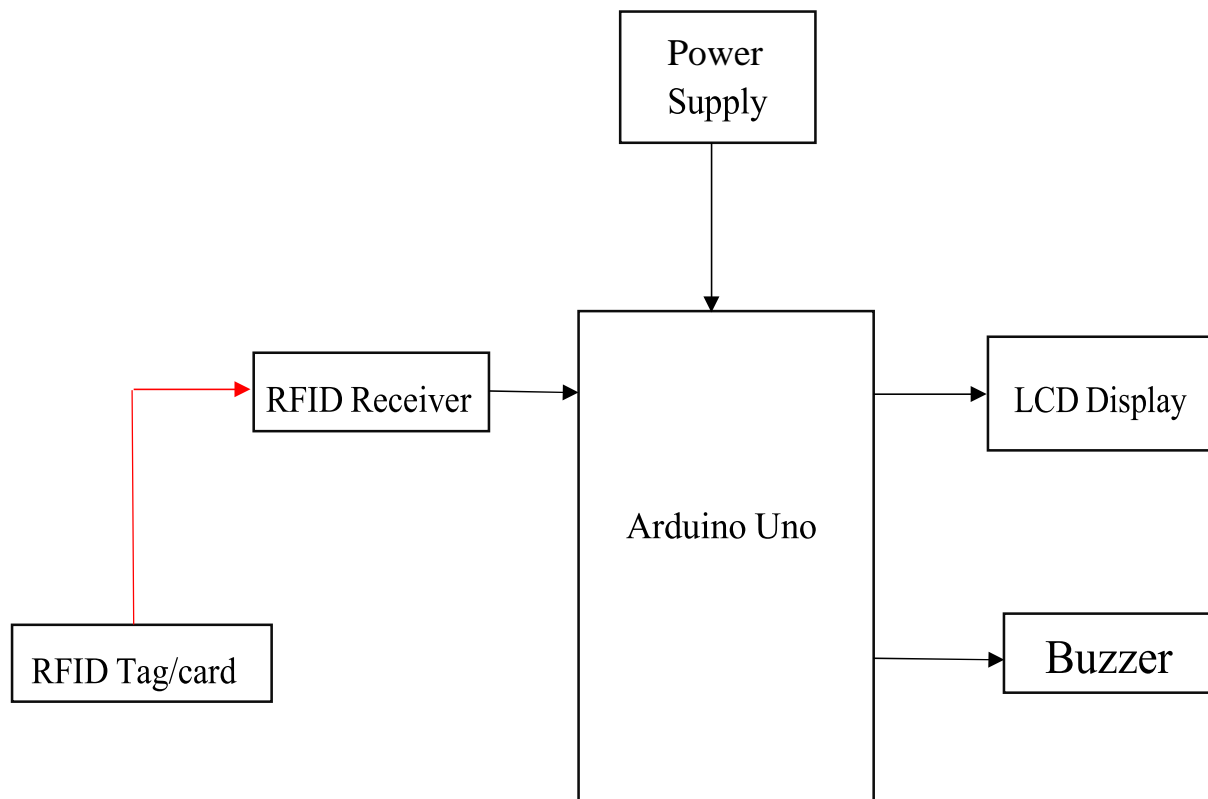 Power
Supply
RFID Receiver
LCD Display
Arduino Uno
RFID Tag/card
Buzzer